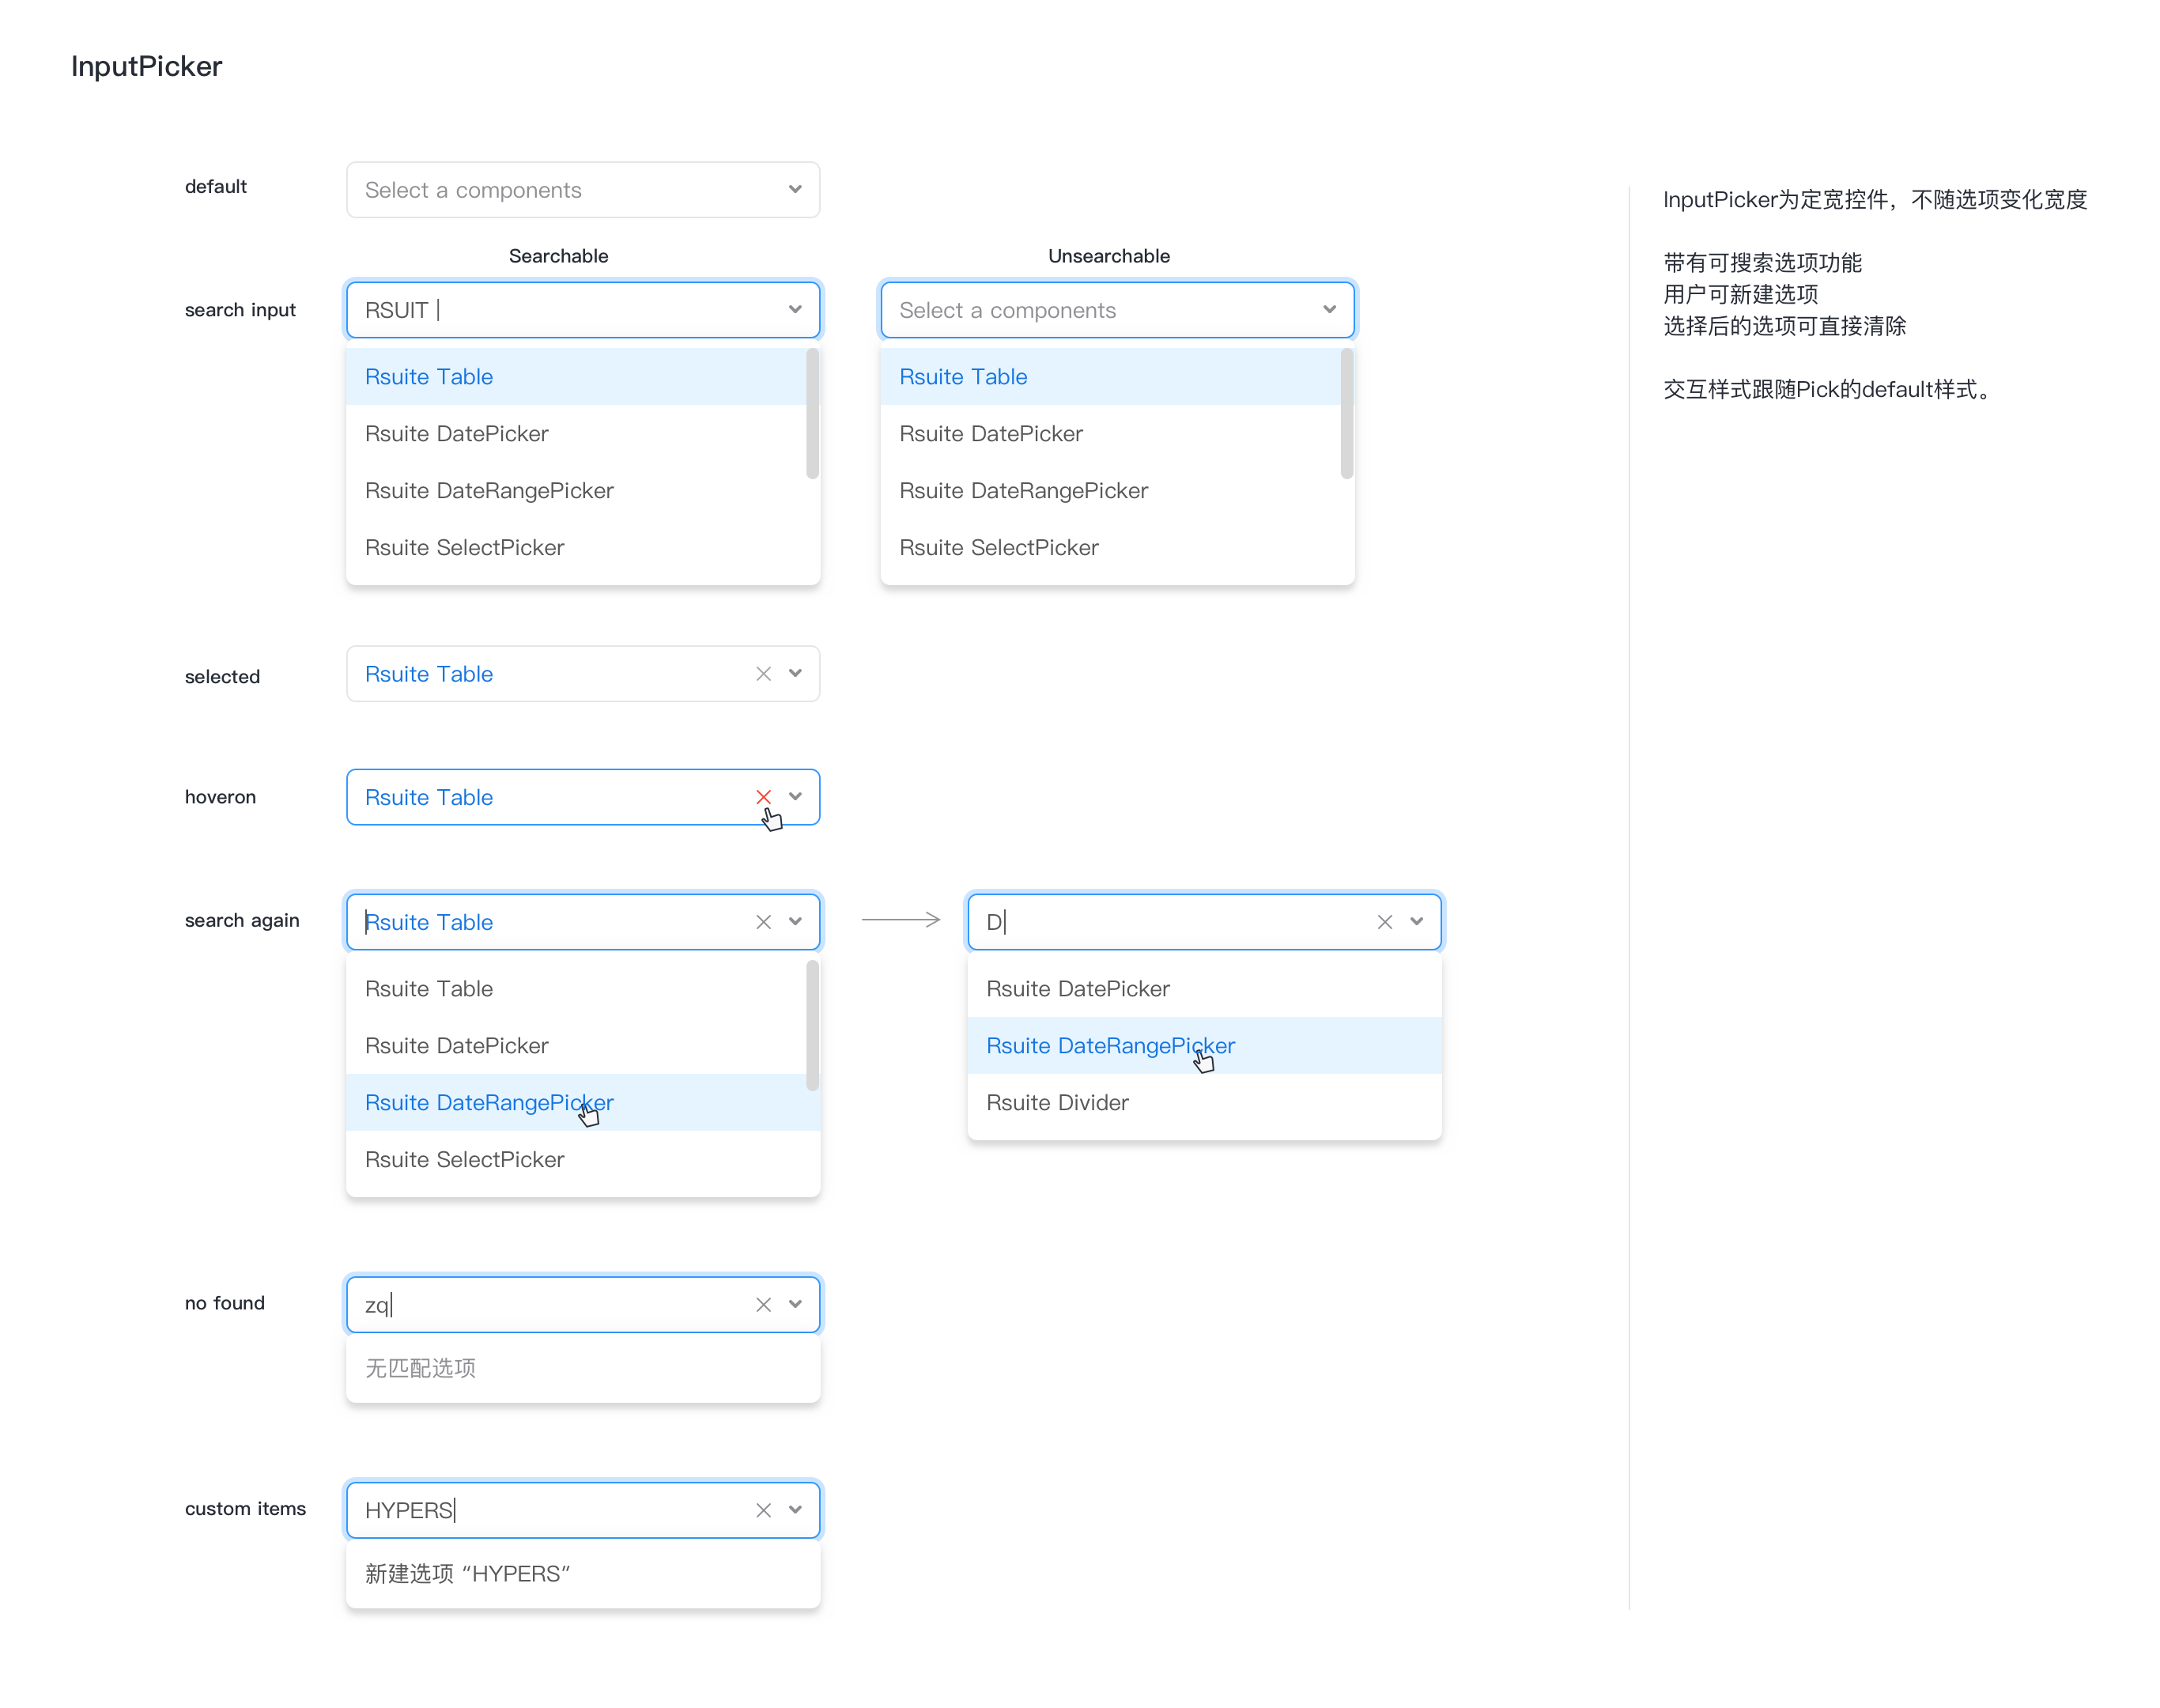 InputPicker
default
Select a components
Searchable
Unsearchable
search input
RSUIT
Select a components
Rsuite Table
Rsuite DatePicker
Rsuite DateRangePicker
Rsuite SelectPicker
Rsuite Table
Rsuite DatePicker
Rsuite DateRangePicker
Rsuite SelectPicker
selected
Rsuite Table
hoveron
Rsuite Table
search again
Rsuite Table
Rsuite Table
Rsuite DatePicker
Rsuite DateRangePicker
Rsuite SelectPicker
D
Rsuite DatePicker
Rsuite DateRangePicker
Rsuite Divider
no found
zq
无匹配选项
custom items
HYPERS
新建选项 “HYPERS”
InputPicker为定宽控件，不随选项变化宽度
带有可搜索选项功能
用户可新建选项
选择后的选项可直接清除
交互样式跟随Pick的default样式。